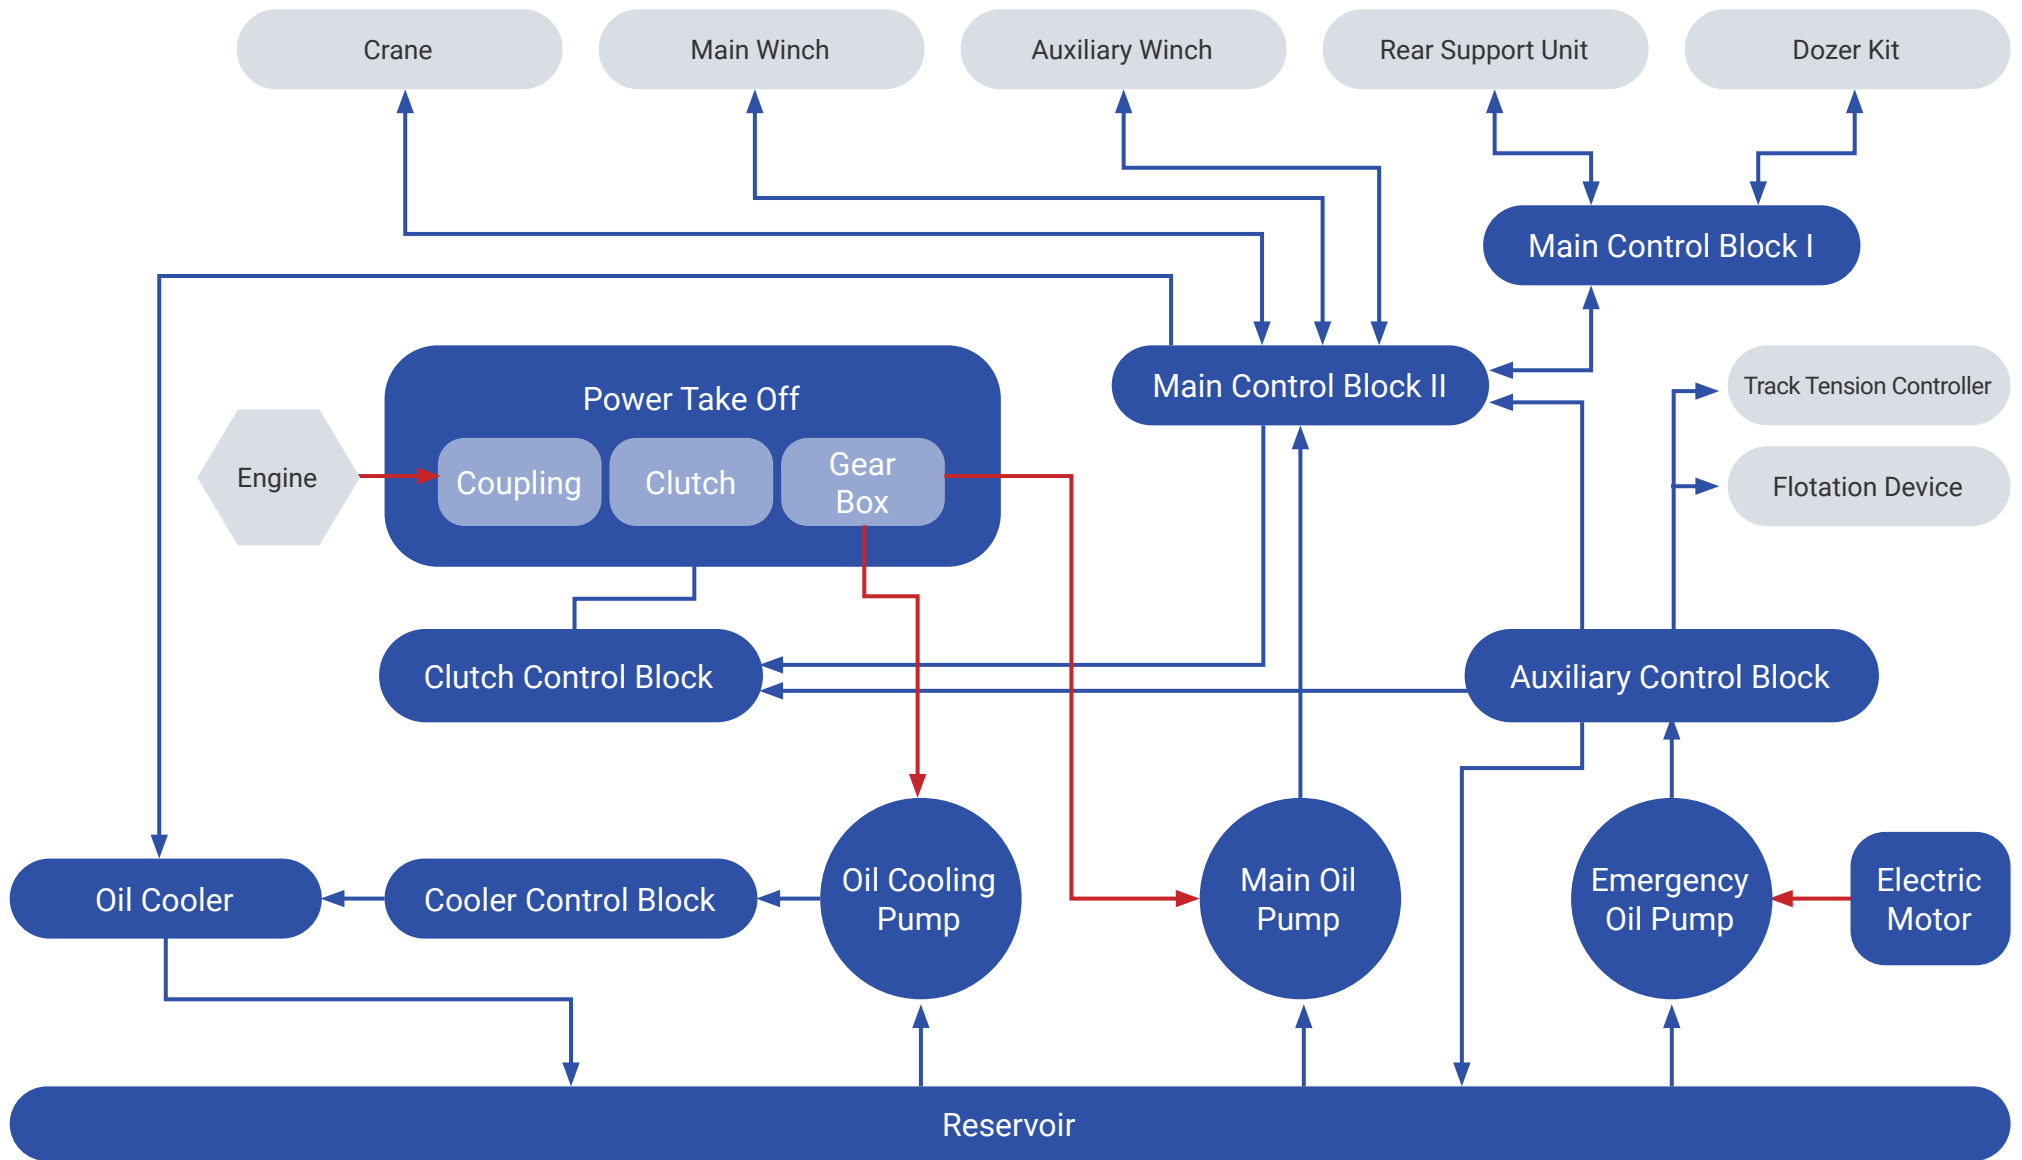 Crane
Main Winch
Auxiliary Winch
Rear Support Unit
Dozer Kit
Main Control Block I
Main Control Block II
Track Tension Controller
Power Take Off
Engine
Coupling
Clutch
Gear
Box
Flotation Device
Clutch Control Block
Auxiliary Control Block
Oil Cooler
Cooler Control Block
Oil Cooling
Pump
Main Oil
Pump
Emergency
Oil Pump
Electric
Motor
Reservoir